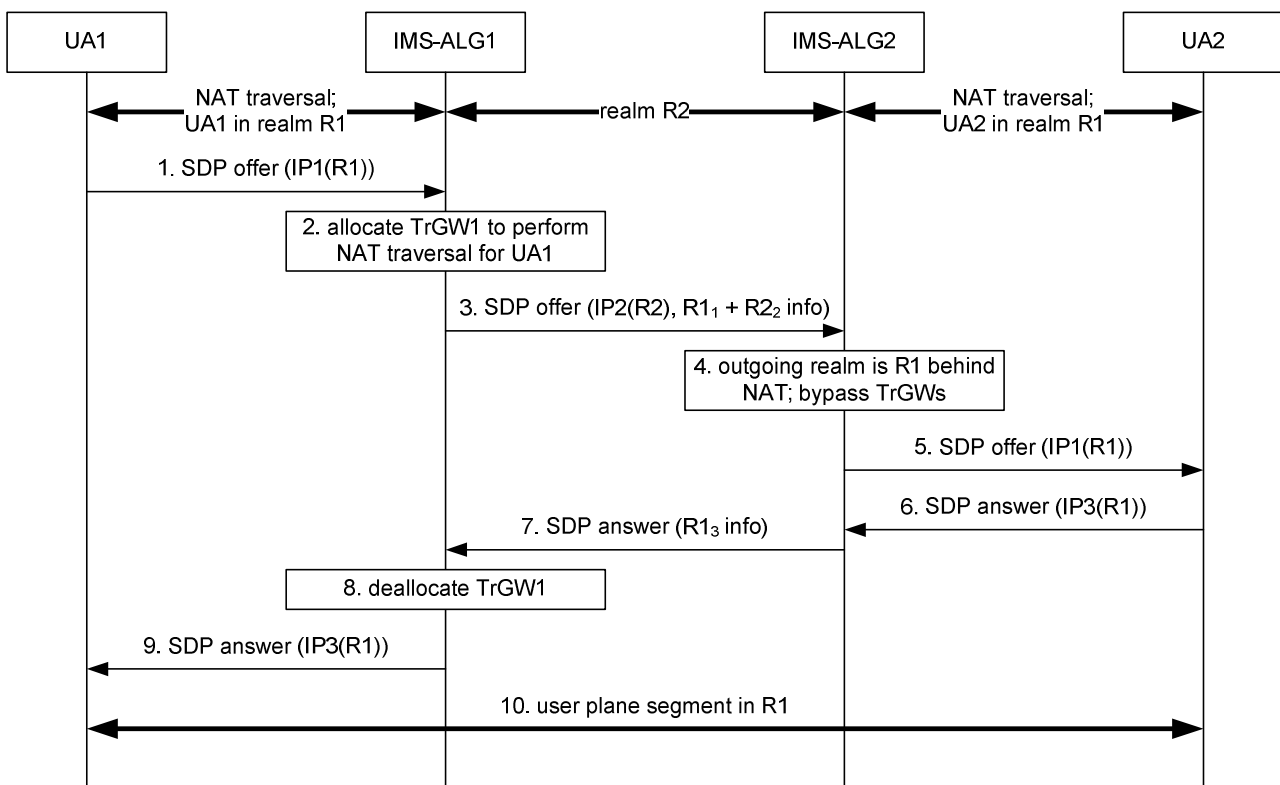 UA1
IMS-ALG1
IMS-ALG2
UA2
NAT traversal;
UA1 in realm R1
realm R2
NAT traversal;
UA2 in realm R1
1. SDP offer (IP1(R1))
2. allocate TrGW1 to perform
NAT traversal for UA1
3. SDP offer (IP2(R2), R1₁ + R2₂ info)
4. outgoing realm is R1 behind
NAT; bypass TrGWs
5. SDP offer (IP1(R1))
6. SDP answer (IP3(R1))
7. SDP answer (R1₃ info)
8. deallocate TrGW1
9. SDP answer (IP3(R1))
10. user plane segment in R1